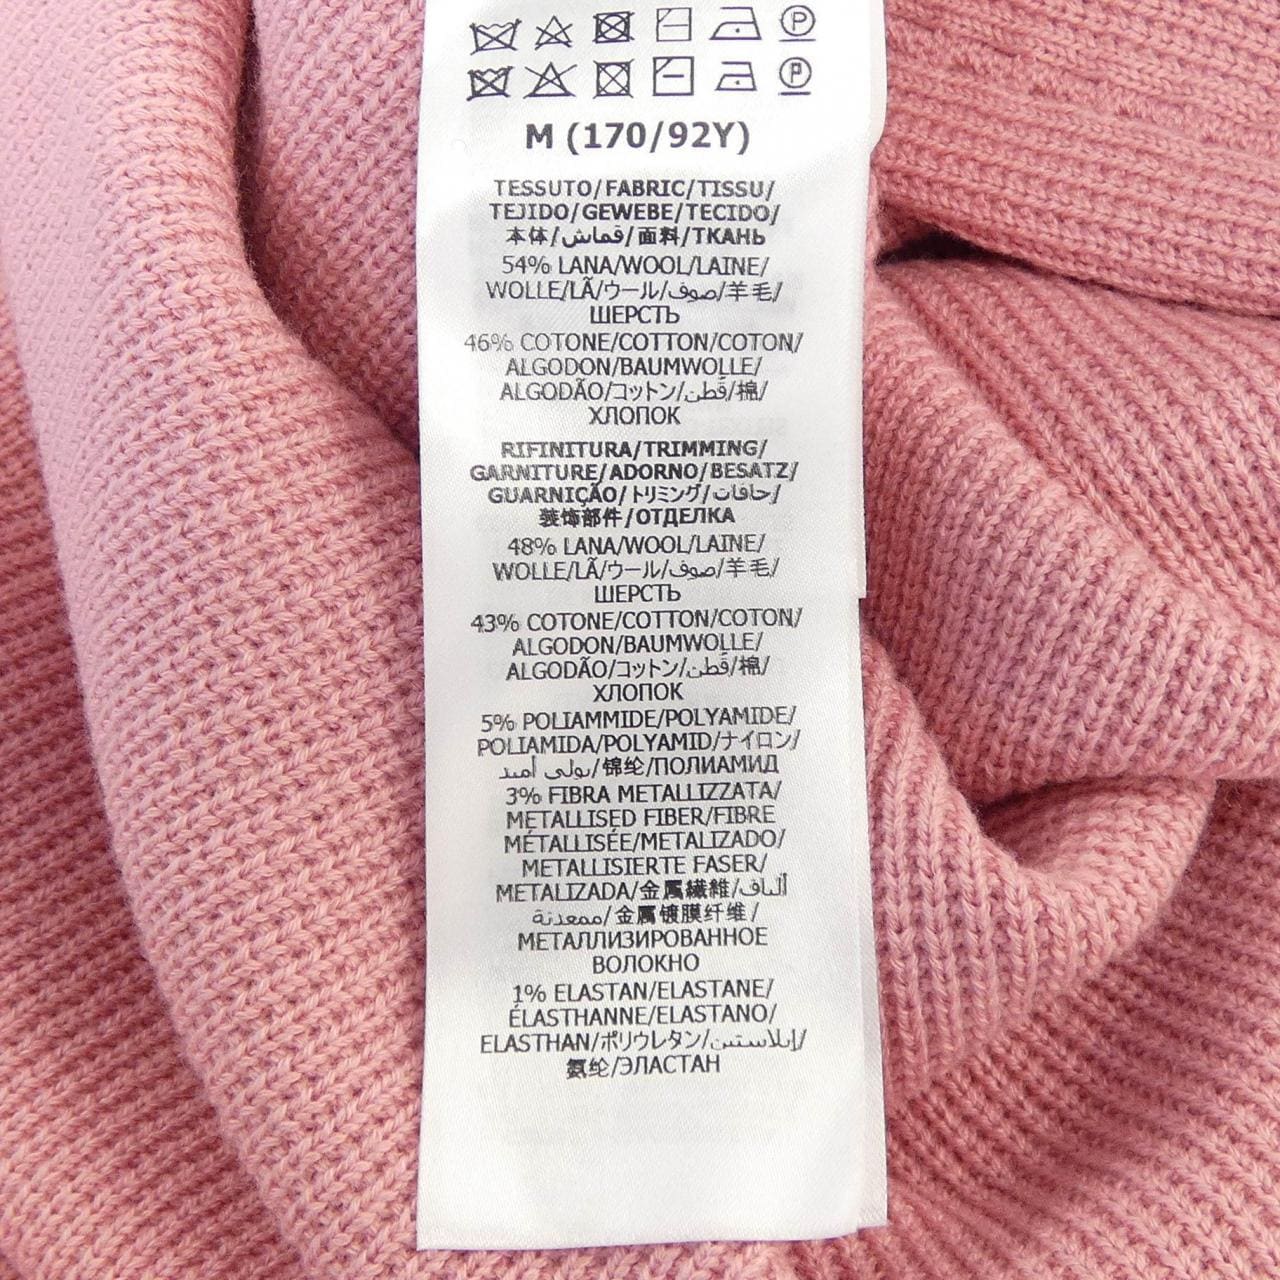 P
P
M (170/92Y)
TESSUTO/FABRIC/TISSU/
TEJIDO/GEWEBE/TECIDO/
本体/قماش/面料/ТКАНЬ
54% LANA/WOOL/LAINE/
WOLLE/LÃ/ウール/صوف/羊毛/
ШЕРСТЬ
46% COTONE/COTTON/COTON/
ALGODON/BAUMWOLLE/
ALGODÃO/コットン/قطن/棉/
ХЛОПОК
RIFINITURA/TRIMMING/
GARNITURE/ADORNO/BESATZ/
GUARNIÇÃO/トリミング/حافات/
装饰部件/ОТДЕЛКА
48% LANA/WOOL/LAINE/
WOLLE/LÃ/ウール/صوف/羊毛/
ШЕРСТЬ
43% COTONE/COTTON/COTON/
ALGODON/BAUMWOLLE/
ALGODÃO/コットン/قطن/棉/
ХЛОПОК
5% POLIAMMIDE/POLYAMIDE/
POLIAMIDA/POLYAMID/ナイロン/
بولي أميد/锦纶/ПОЛИАМИД
3% FIBRA METALLIZZATA/
METALLISED FIBER/FIBRE
MÉTALLISÉE/METALIZADO/
METALLISIERTE FASER/
METALIZADA/金属繊維/ألياف
ممعدنة/金属镀膜纤维/
МЕТАЛЛИЗИРОВАННОЕ
ВОЛОКНО
1% ELASTAN/ELASTANE/
ÉLASTHANNE/ELASTANO/
ELASTHAN/ポリウレタン/إيلاستين/
氨纶/ЭЛАСТАН